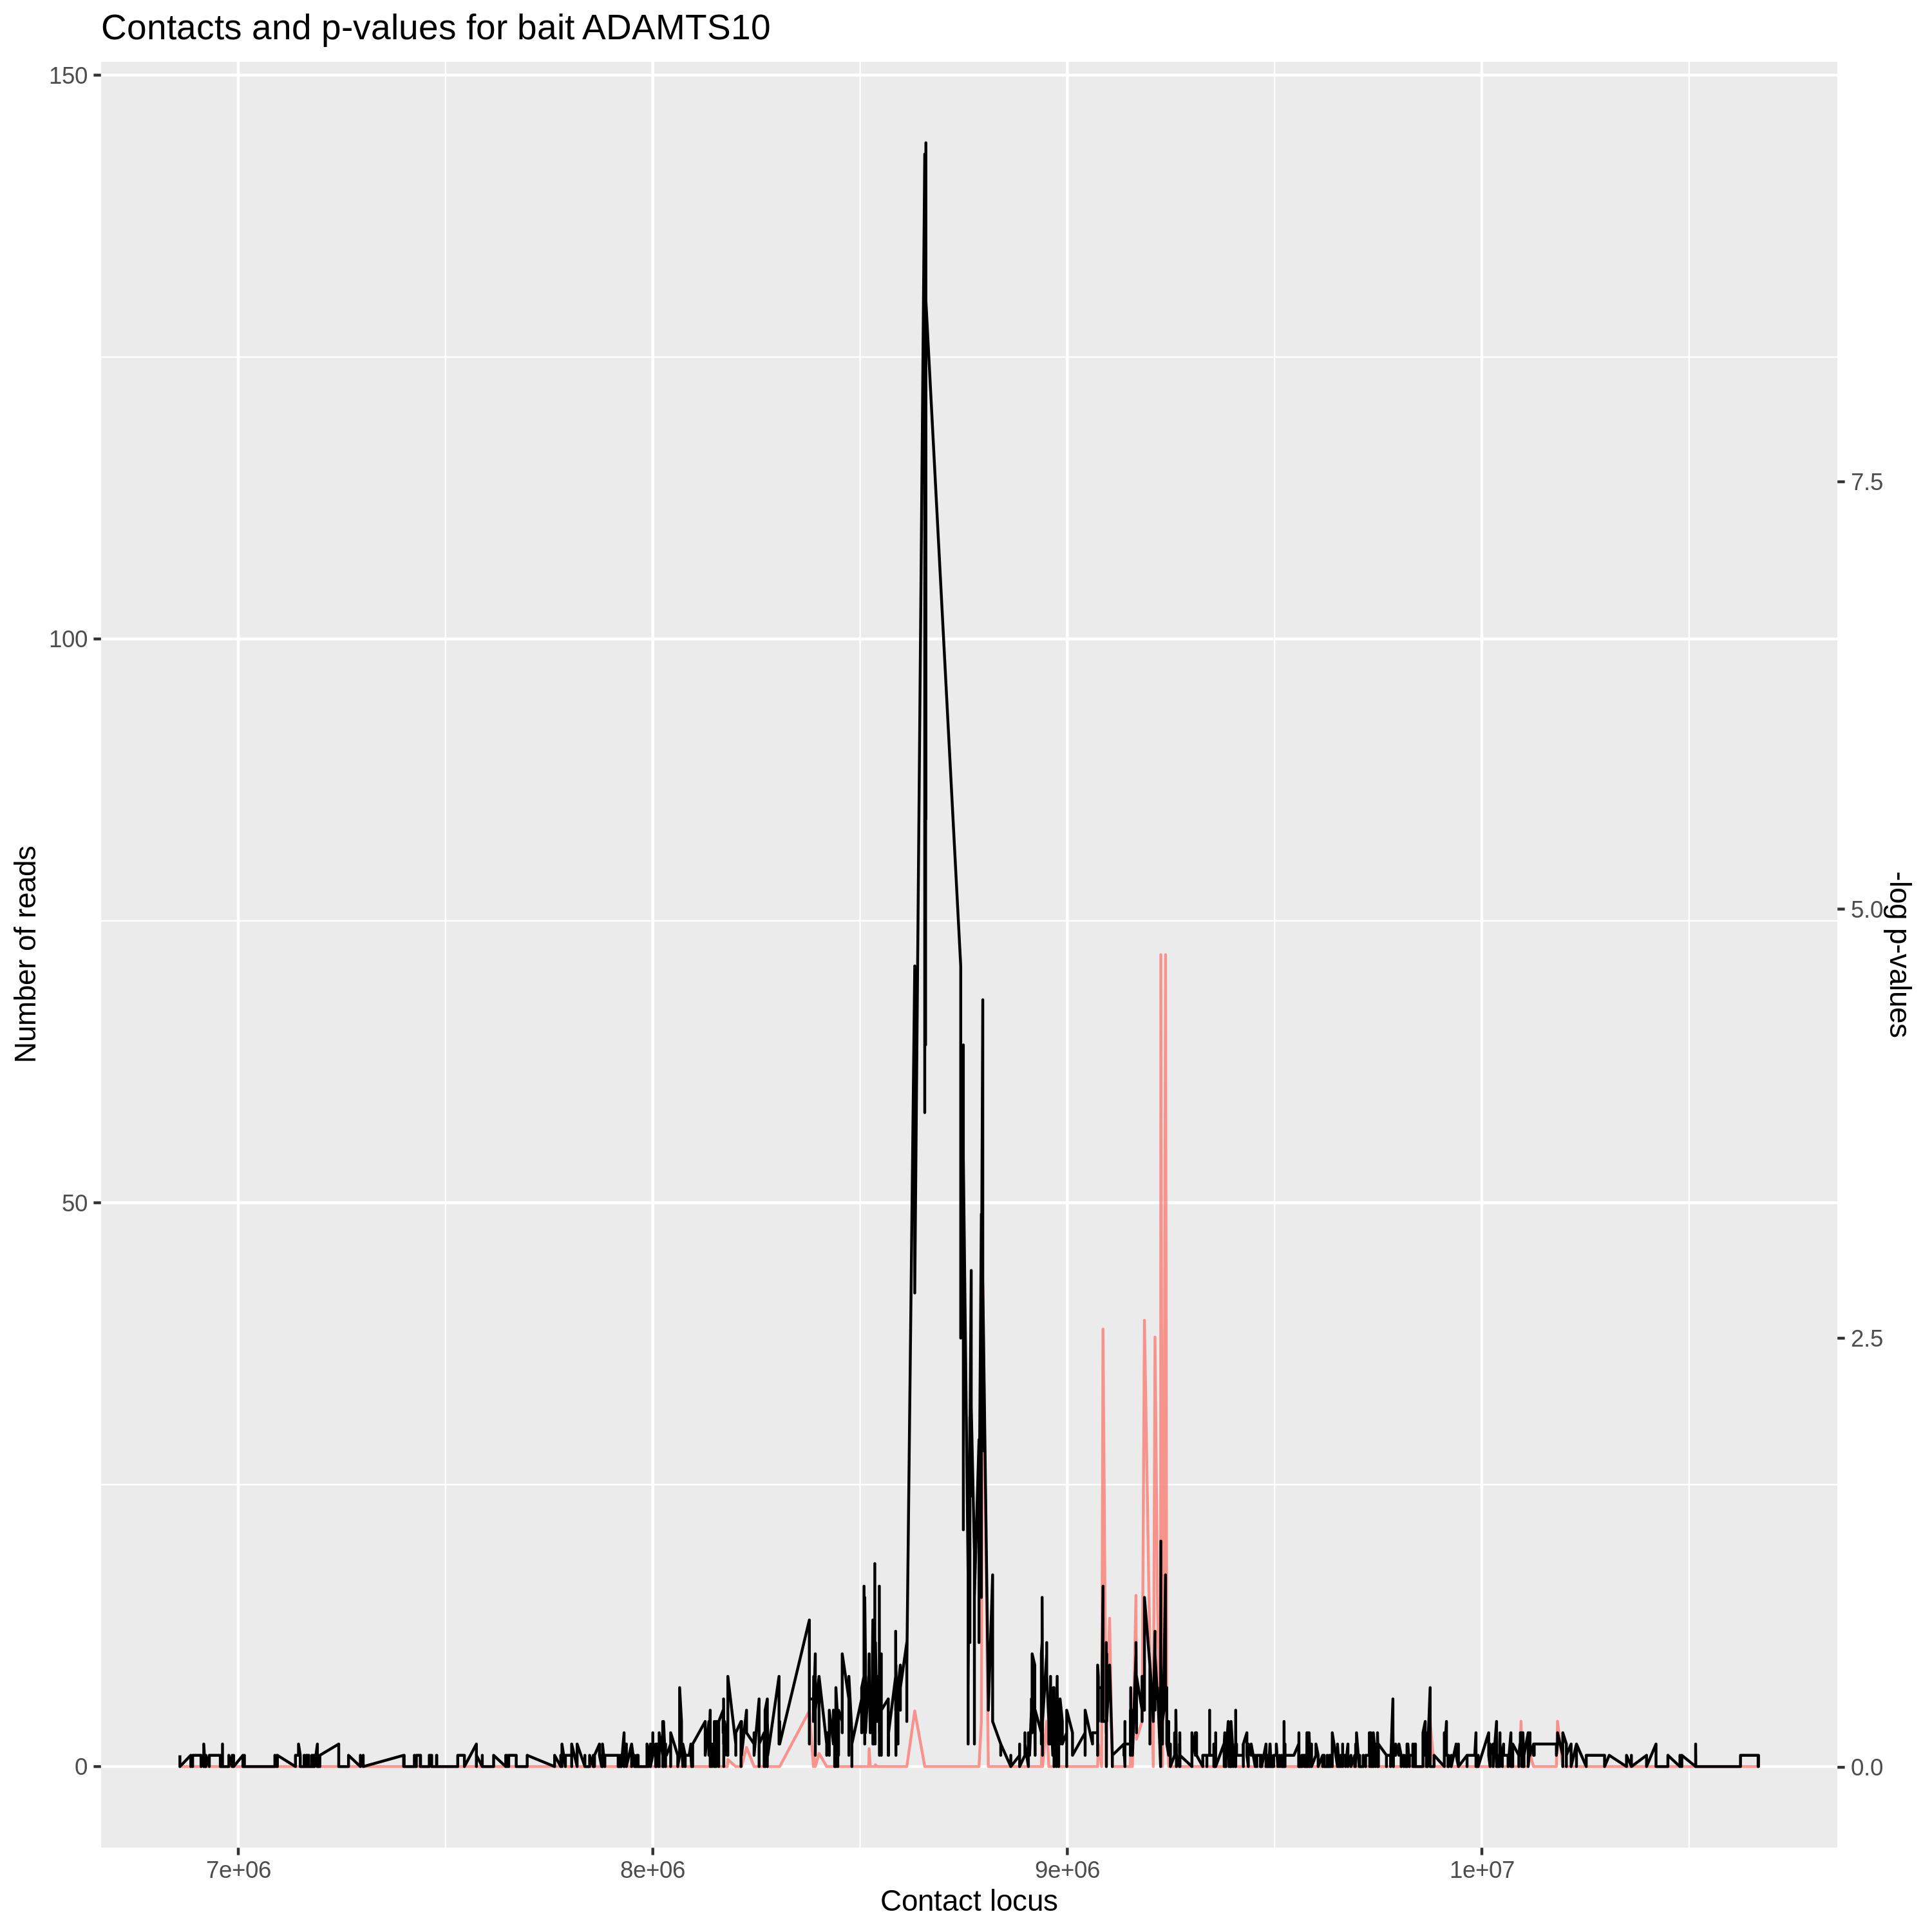 Contacts and p-values for bait ADAMTS10
150
100
50
0
Number of reads
7.5
5.0
2.5
0.0
-log p-values
7e+06
8e+06
9e+06
1e+07
Contact locus